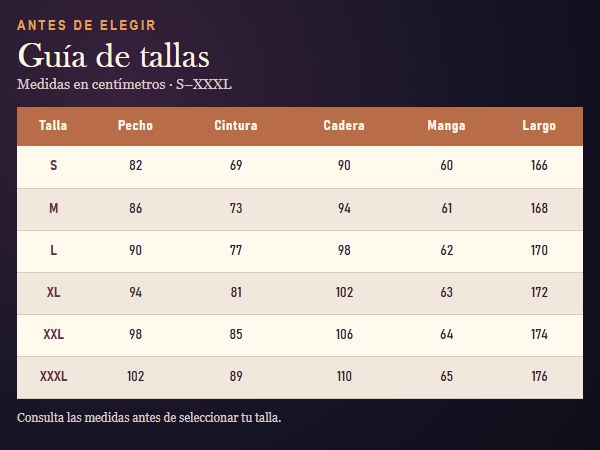 ANTES DE ELEGIR
Guía de tallas
Medidas en centímetros · S–XXXL
Talla Pecho Cintura Cadera Manga Largo
S 82 69 90 60 166
M 86 73 94 61 168
L 90 77 98 62 170
XL 94 81 102 63 172
XXL 98 85 106 64 174
XXXL 102 89 110 65 176
Consulta las medidas antes de seleccionar tu talla.